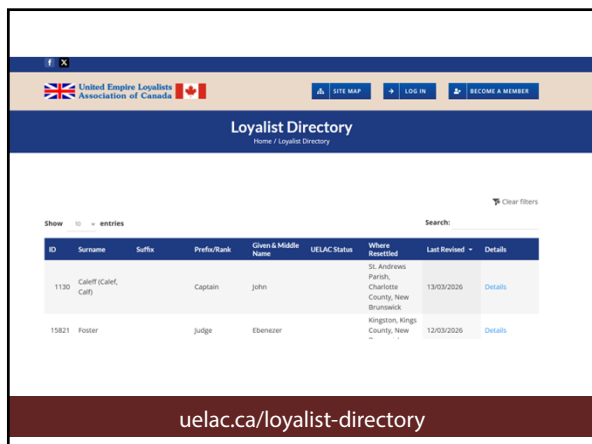 f X
United Empire Loyalists
Association of Canada
SITE MAP
LOG IN
BECOME A MEMBER
Loyalist Directory
Home / Loyalist Directory
Clear filters
Show 10 entries
Search:
ID Surname Suffix Prefix/Rank Given & Middle Name UELAC Status Where Resettled Last Revised Details
1130 Caleff (Calef, Calf) Captain John St. Andrews Parish, Charlotte County, New Brunswick 13/03/2026 Details
15821 Foster Judge Ebenezer Kingston, Kings County, New 12/03/2026 Details
uelac.ca/loyalist-directory